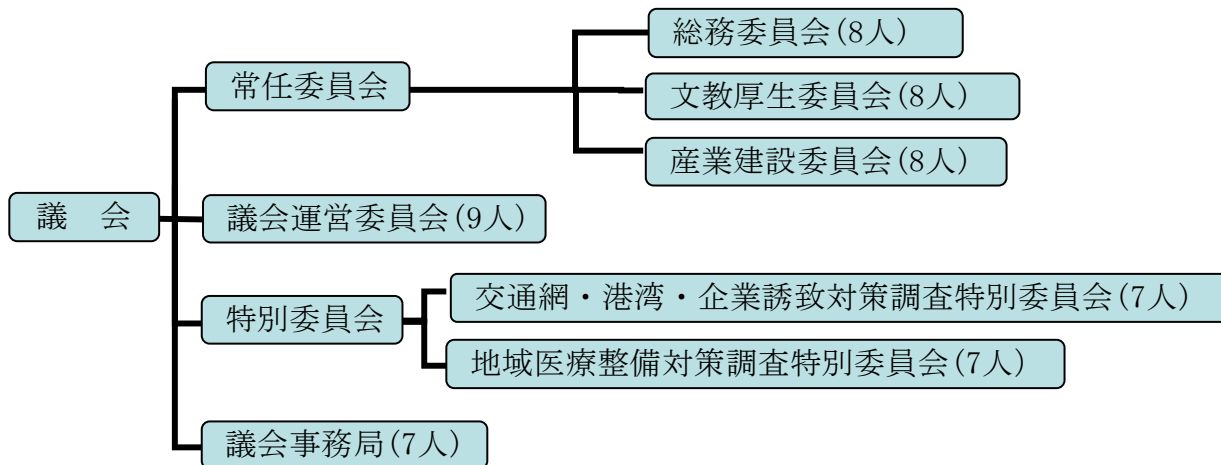 総務委員会(8人)
常任委員会
文教厚生委員会(8人)
産業建設委員会(8人)
議　会
議会運営委員会(9人)
交通網・港湾・企業誘致対策調査特別委員会(7人)
特別委員会
地域医療整備対策調査特別委員会(7人)
議会事務局(7人)